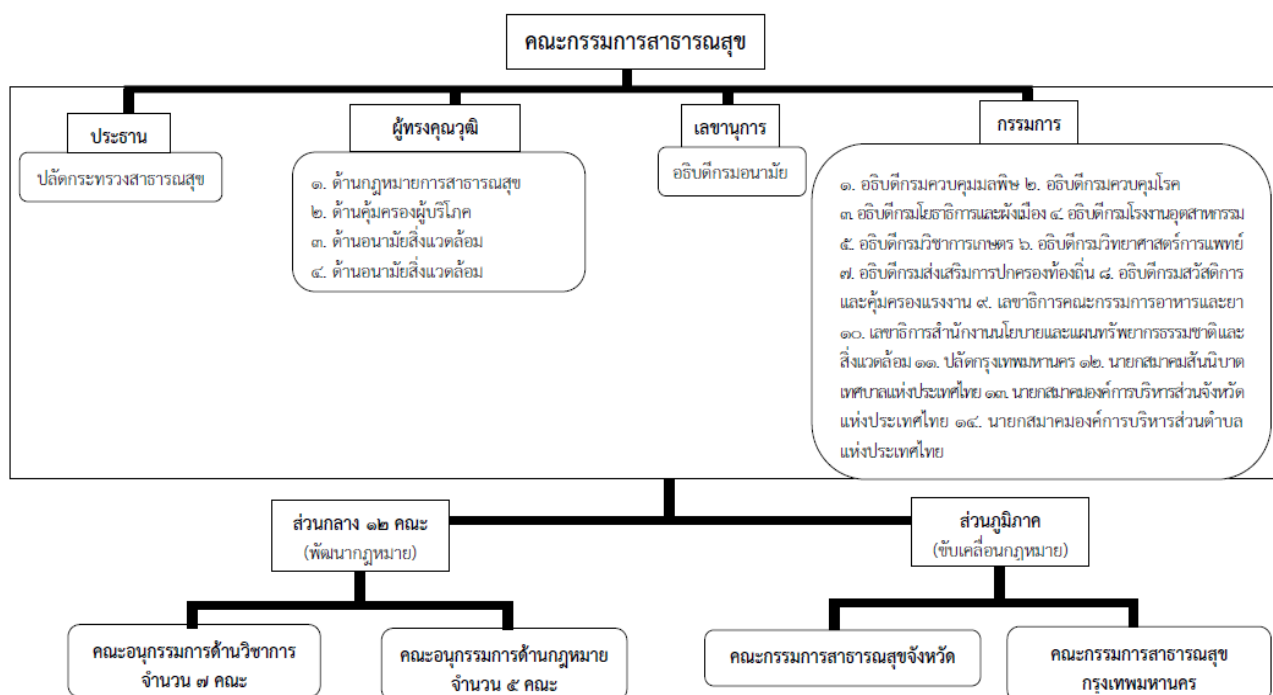 คณะกรรมการสาธารณสุข
ประธาน
ปลัดกระทรวงสาธารณสุข
ผู้ทรงคุณวุฒิ
๑. ด้านกฎหมายการสาธารณสุข
๒. ด้านคุ้มครองผู้บริโภค
๓. ด้านอนามัยสิ่งแวดล้อม
๔. ด้านอนามัยสิ่งแวดล้อม
เลขานุการ
อธิบดีกรมอนามัย
กรรมการ
๑. อธิบดีกรมควบคุมมลพิษ ๒. อธิบดีกรมควบคุมโรค
๓. อธิบดีกรมโยธาธิการและผังเมือง ๔. อธิบดีกรมโรงงานอุตสาหกรรม
๕. อธิบดีกรมวิชาการเกษตร ๖. อธิบดีกรมวิทยาศาสตร์การแพทย์
๗. อธิบดีกรมส่งเสริมการปกครองท้องถิ่น ๘. อธิบดีกรมสวัสดิการ
และคุ้มครองแรงงาน ๙. เลขาธิการคณะกรรมการอาหารและยา
๑๐. เลขาธิการสำนักงานนโยบายและแผนทรัพยากรธรรมชาติและ
สิ่งแวดล้อม ๑๑. ปลัดกรุงเทพมหานคร ๑๒. นายกสมาคมสันนิบาต
เทศบาลแห่งประเทศไทย ๑๓. นายกสมาคมองค์การบริหารส่วนจังหวัด
แห่งประเทศไทย ๑๔. นายกสมาคมองค์การบริหารส่วนตำบล
แห่งประเทศไทย
ส่วนกลาง ๑๒ คณะ
(พัฒนากฎหมาย)
ส่วนภูมิภาค
(ขับเคลื่อนกฎหมาย)
คณะอนุกรรมการด้านวิชาการ
จำนวน ๗ คณะ
คณะอนุกรรมการด้านกฎหมาย
จำนวน ๕ คณะ
คณะกรรมการสาธารณสุขจังหวัด
คณะกรรมการสาธารณสุข
กรุงเทพมหานคร